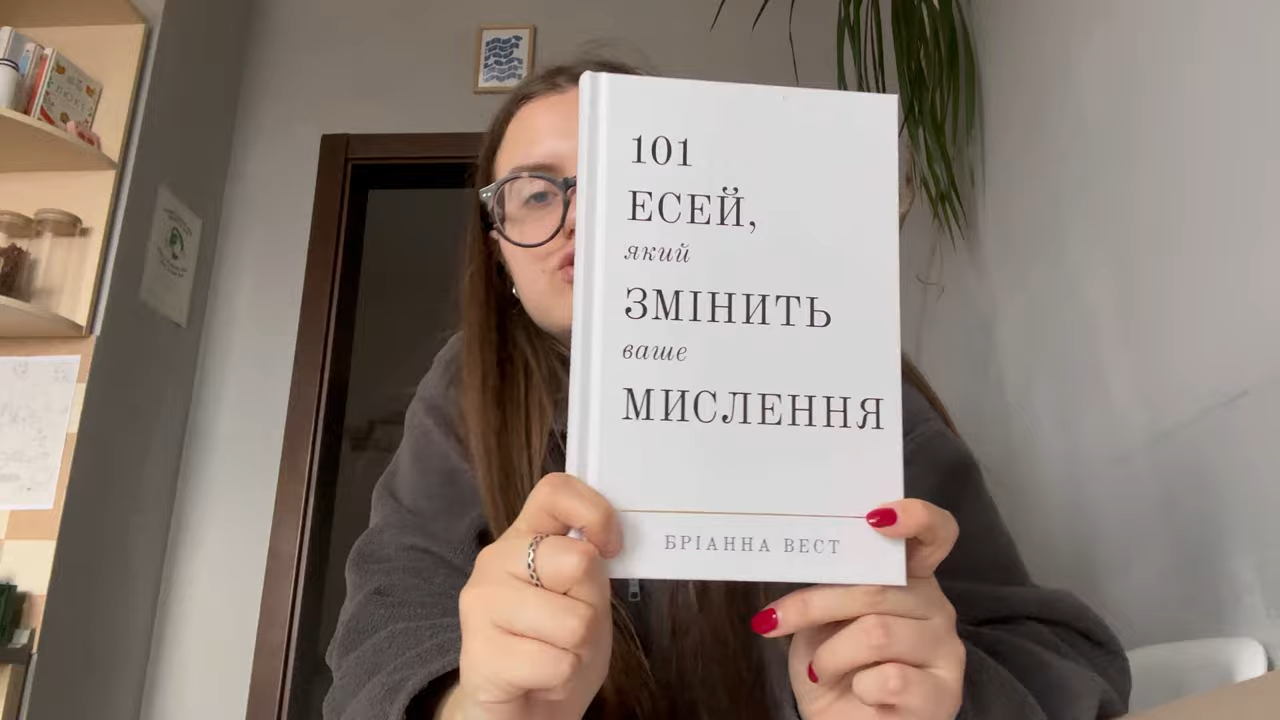 101
ЕСЕЙ,
який
ЗМІНИТЬ
ваше
МИСЛЕННЯ
БРІАННА ВЕСТ